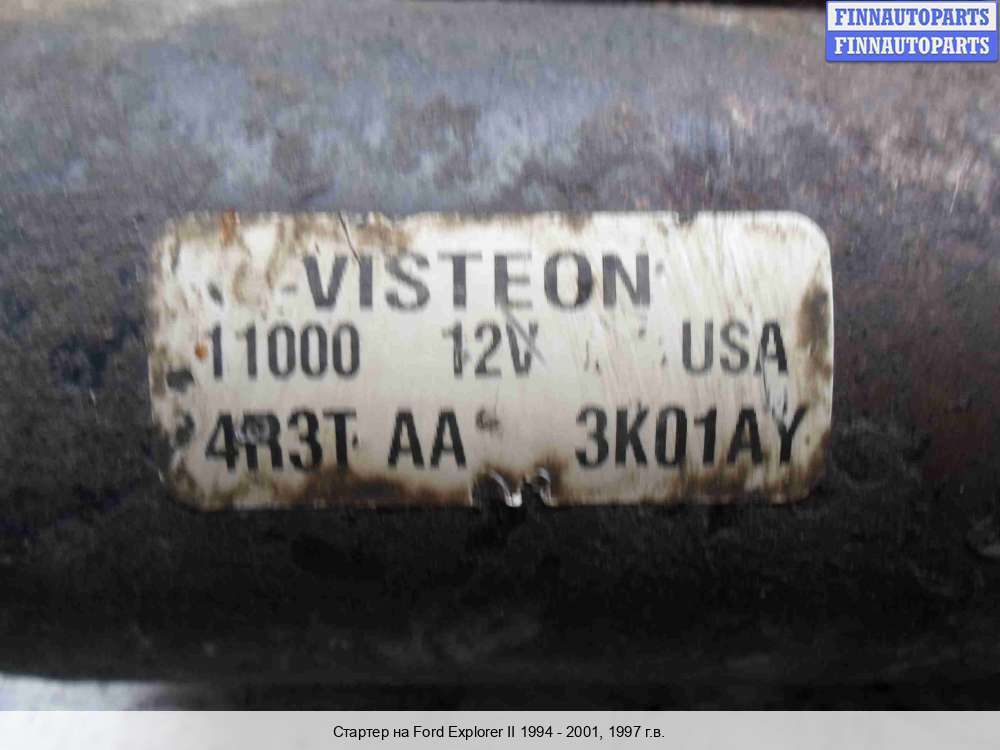 FINNAUTOPARTS
FINNAUTOPARTS
VISTEON
11000 12V USA
4R3T AA 3K01AY
Стартер на Ford Explorer II 1994 - 2001, 1997 г.в.